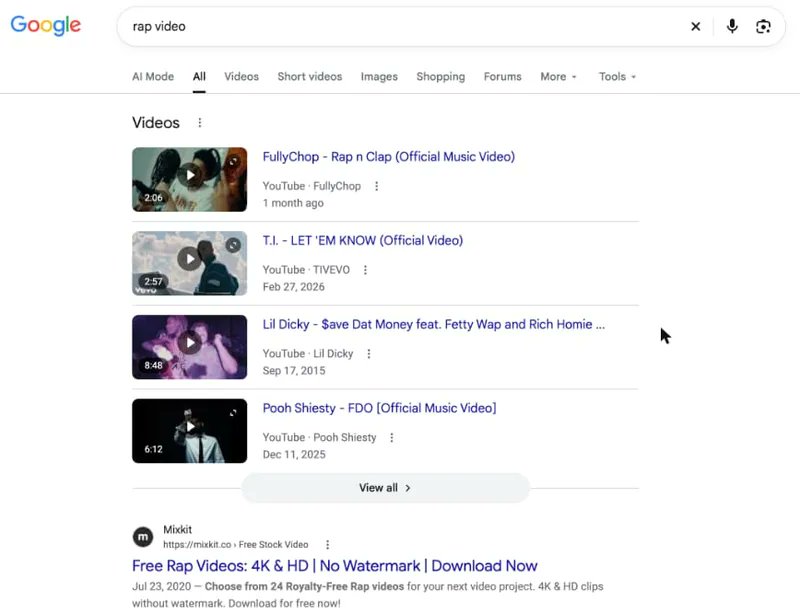 Google
rap video
AI Mode All Videos Short videos Images Shopping Forums More Tools
Videos
FullyChop - Rap n Clap (Official Music Video)
YouTube · FullyChop
1 month ago
2:06
T.I. - LET 'EM KNOW (Official Video)
YouTube · TIVEVO
Feb 27, 2026
2:57
vevo
Lil Dicky - $ave Dat Money feat. Fetty Wap and Rich Homie ...
YouTube · Lil Dicky
Sep 17, 2015
8:48
Pooh Shiesty - FDO [Official Music Video]
YouTube · Pooh Shiesty
Dec 11, 2025
6:12
View all
m
Mixkit
https://mixkit.co › Free Stock Video
Free Rap Videos: 4K & HD | No Watermark | Download Now
Jul 23, 2020 — Choose from 24 Royalty-Free Rap videos for your next video project. 4K & HD clips
without watermark. Download for free now!